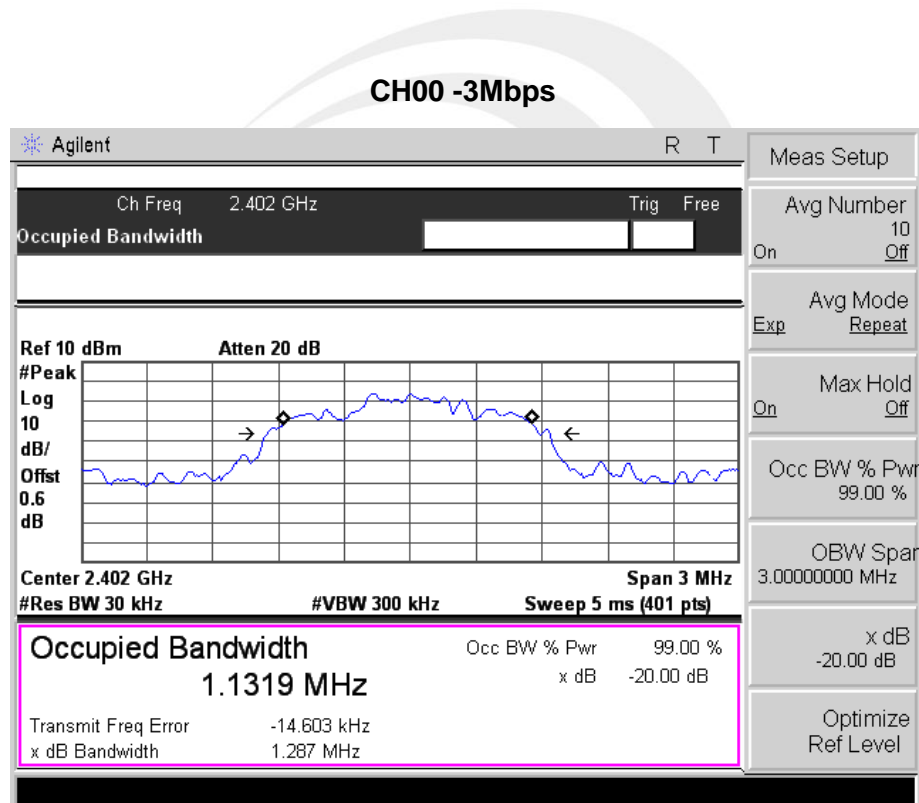 CH00 -3Mbps
Agilent R T
Ch Freq 2.402 GHz Trig Free
Occupied Bandwidth
Ref 10 dBm Atten 20 dB
#Peak
Log
10
dB/
Offst
0.6
dB
Center 2.402 GHz Span 3 MHz
#Res BW 30 kHz #VBW 300 kHz Sweep 5 ms (401 pts)
Occupied Bandwidth Occ BW % Pwr 99.00 %
1.1319 MHz x dB -20.00 dB
Transmit Freq Error -14.603 kHz
x dB Bandwidth 1.287 MHz
Meas Setup
Avg Number
10
On Off
Avg Mode
Exp Repeat
Max Hold
On Off
Occ BW % Pwr
99.00 %
OBW Span
3.00000000 MHz
x dB
-20.00 dB
Optimize
Ref Level